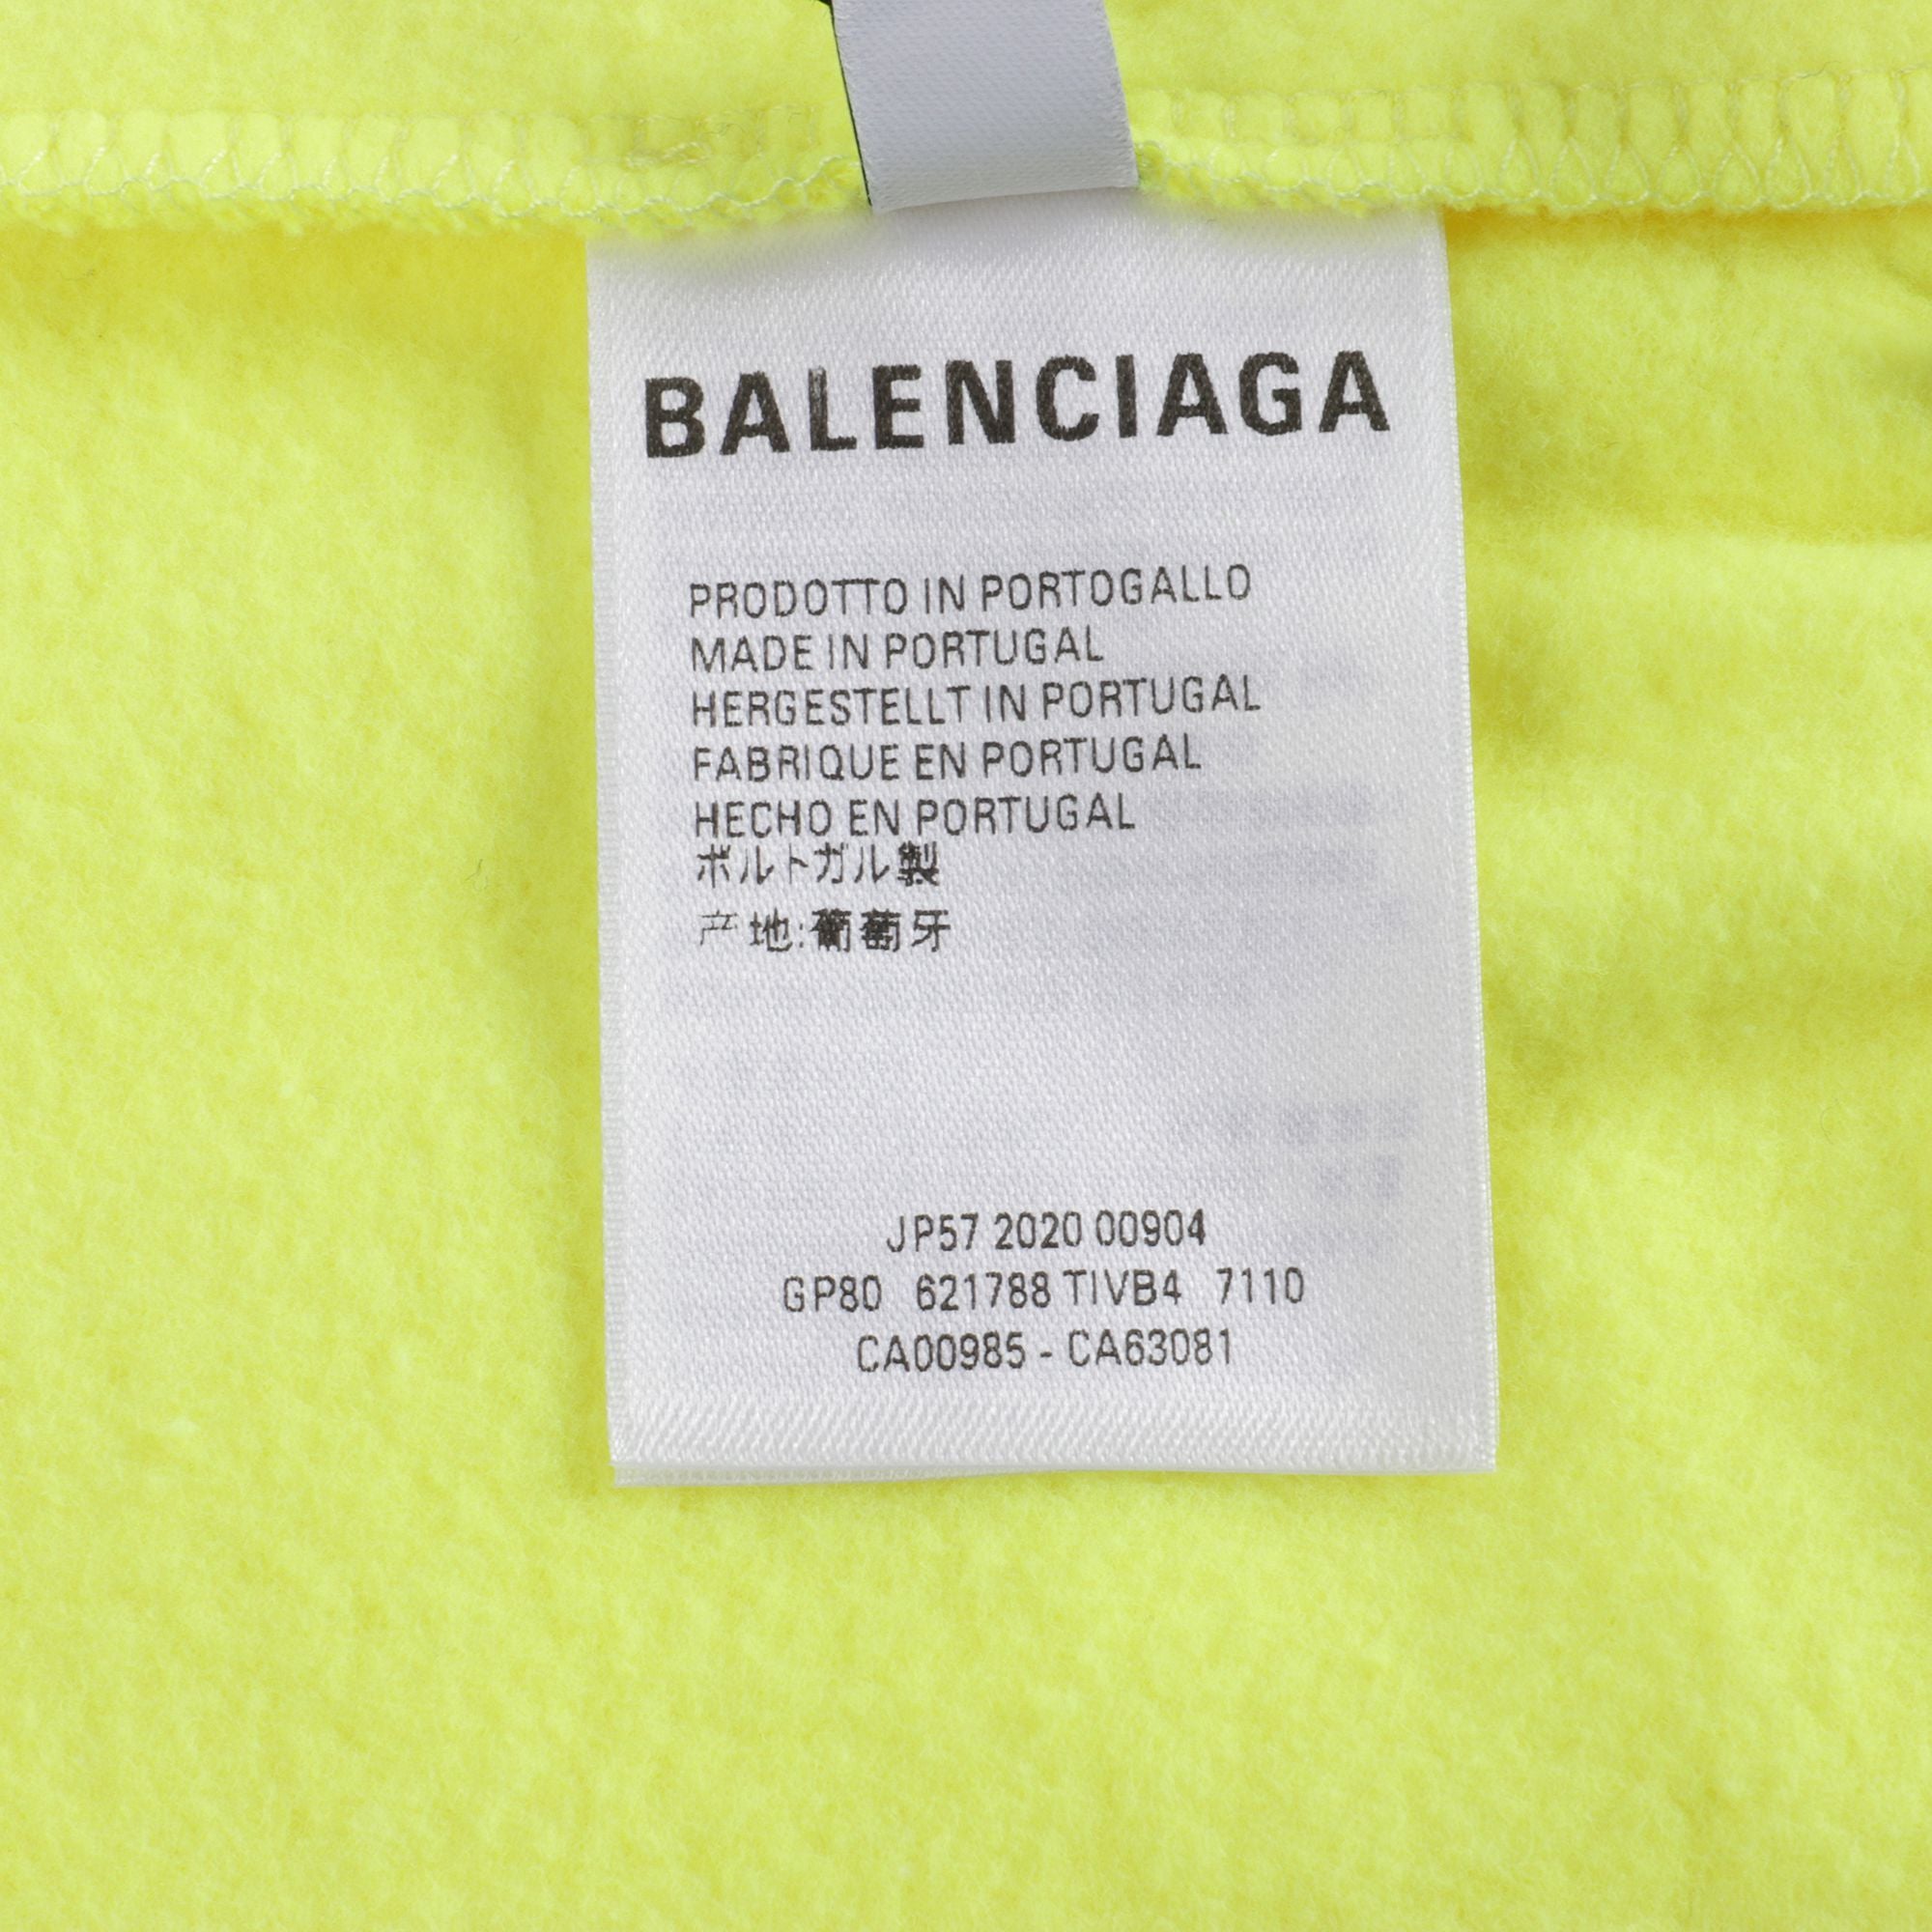 BALENCIAGA
PRODOTTO IN PORTOGALLO
MADE IN PORTUGAL
HERGESTELLT IN PORTUGAL
FABRIQUE EN PORTUGAL
HECHO EN PORTUGAL
ポルトガル製
产地:葡萄牙
JP57 2020 00904
GP80 621788 TIVB4 7110
CA00985 - CA63081